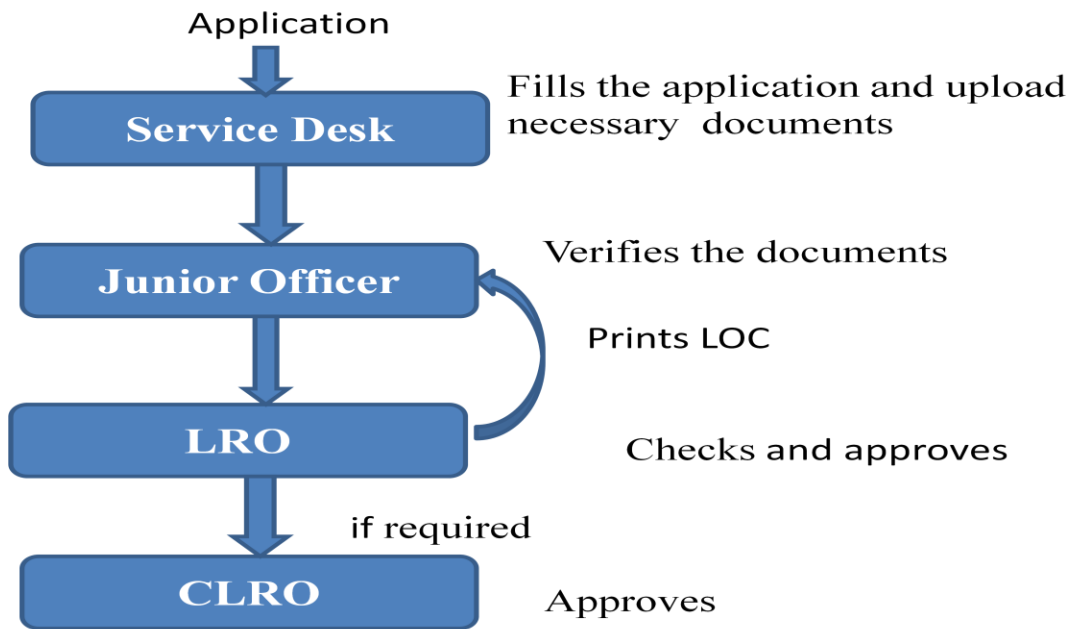 Application
Service Desk
Fills the application and upload
necessary documents
Junior Officer
Verifies the documents
Prints LOC
LRO
Checks and approves
if required
CLRO
Approves